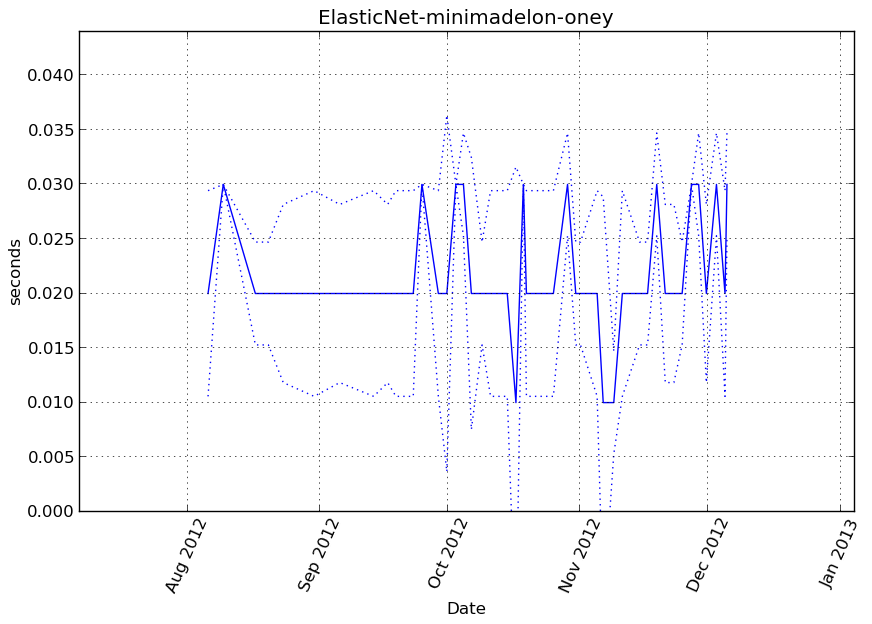 ElasticNet-minimadelon-oney
0.040
0.035
0.030
0.025
0.020
0.015
0.010
0.005
0.000
seconds
Aug 2012
Sep 2012
Oct 2012
Nov 2012
Dec 2012
Jan 2013
Date